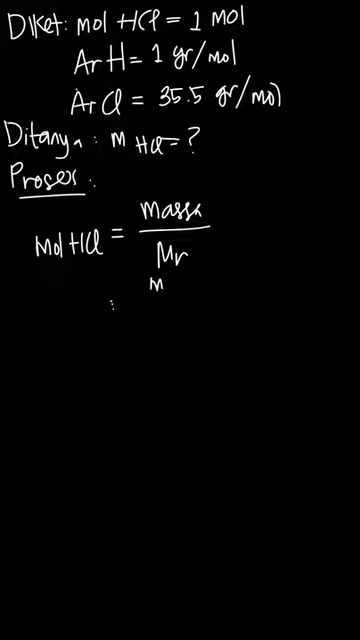 Diket: mol HCl = 1 mol
Ar H = 1 gr/mol
Ar Cl = 35.5 gr/mol
Ditanya: m HCl = ?
Proses:
mol HCl = massa
Mr
m